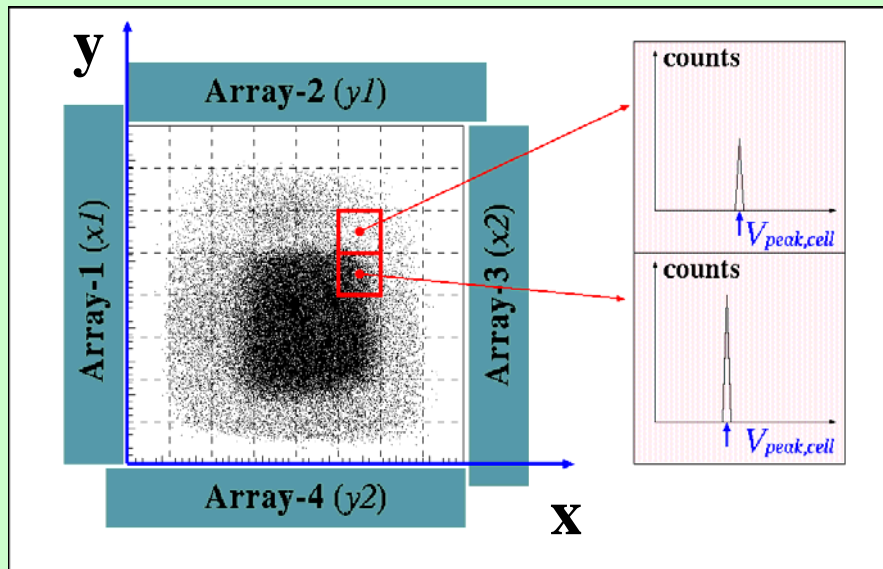 y
Array-2 (y1)
Array-1 (x1)
Array-3 (x2)
Array-4 (y2)
x
counts
Vpeak,cell
counts
Vpeak,cell